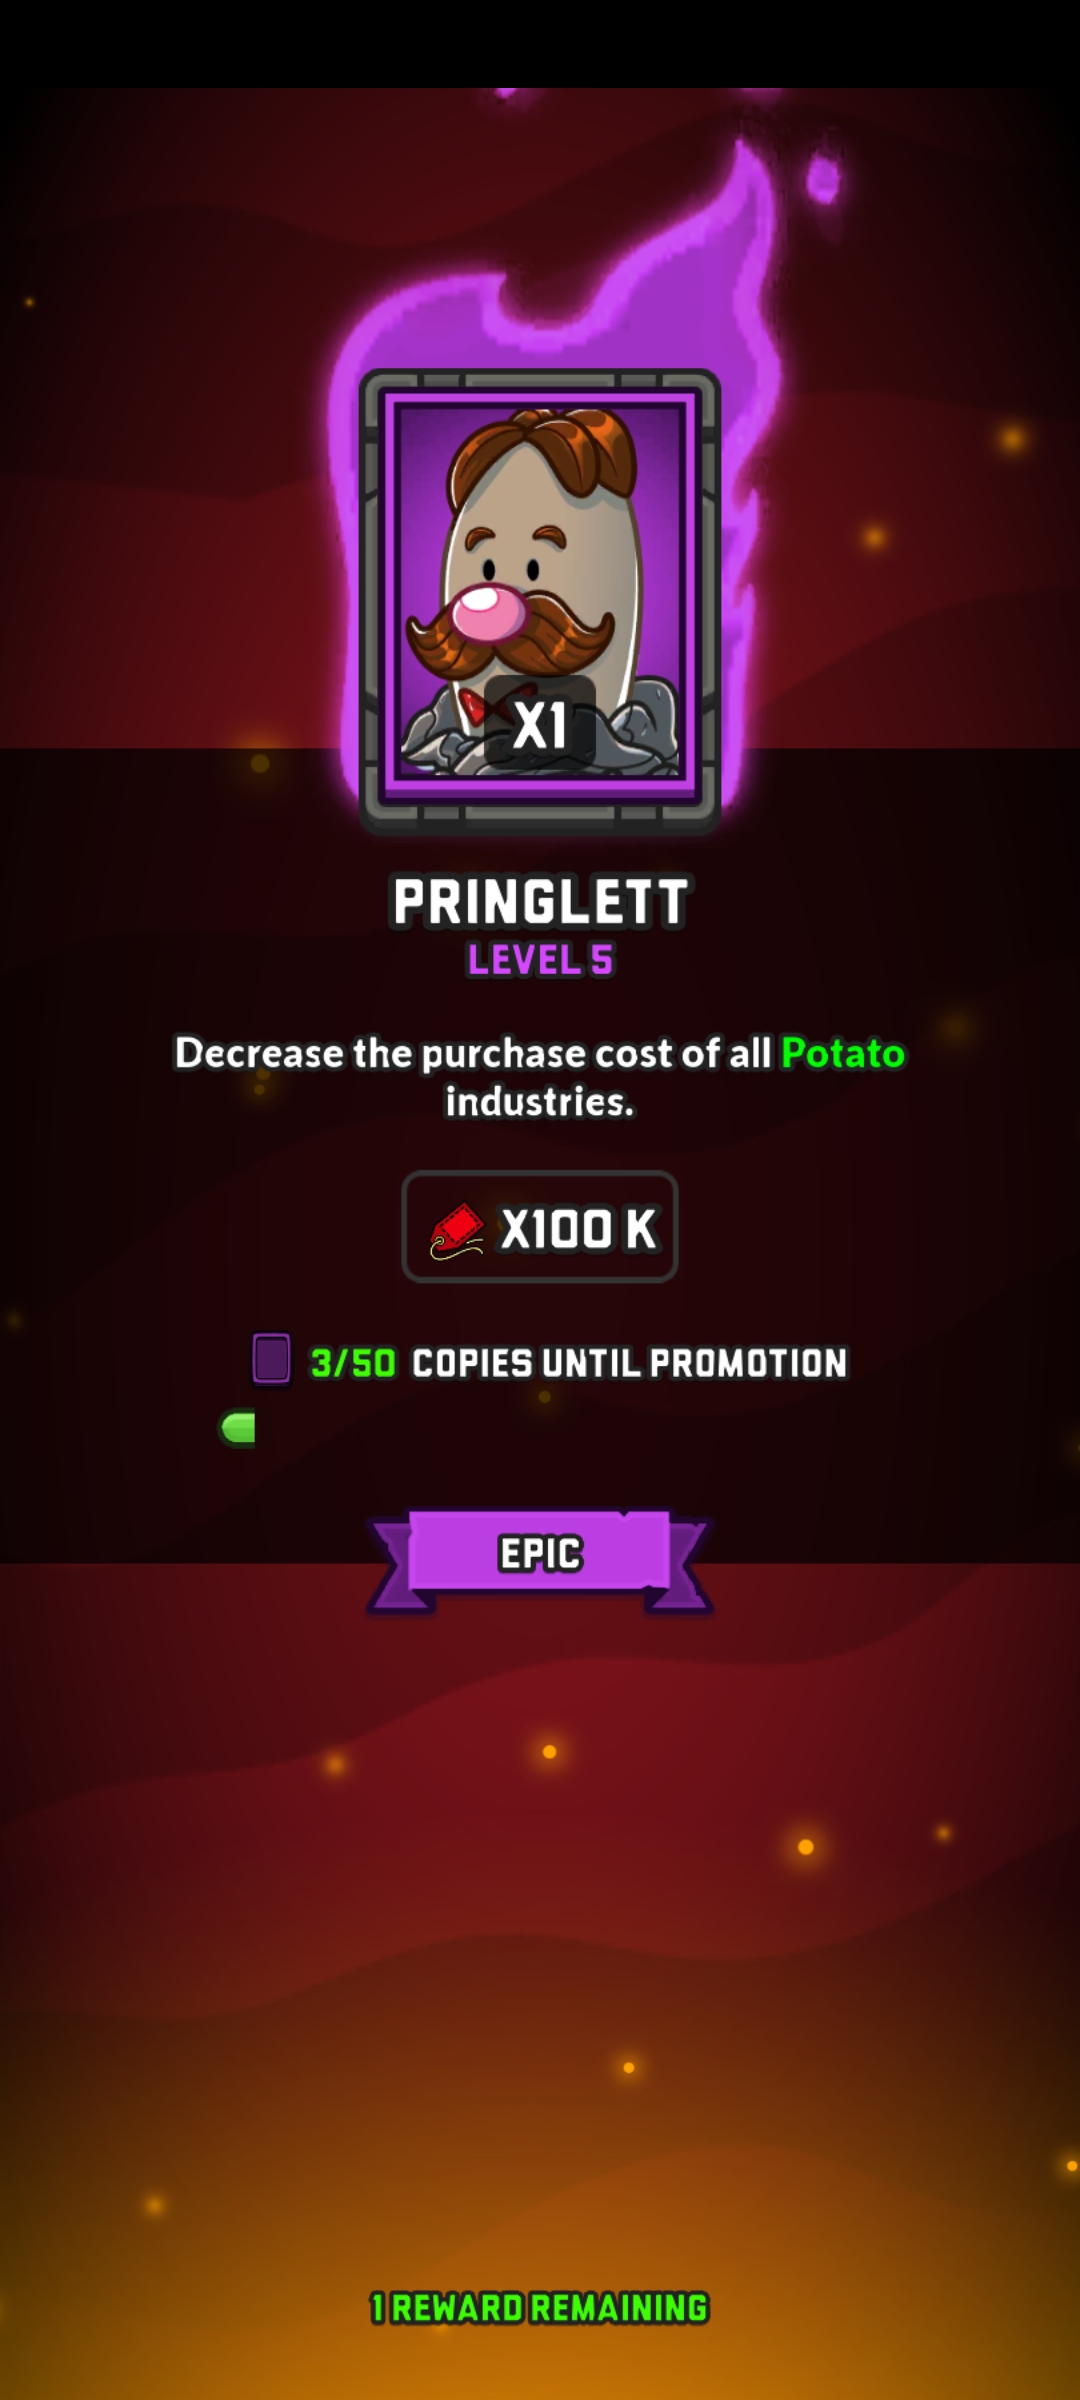 X1
PRINGLETT
LEVEL 5
Decrease the purchase cost of all Potato
industries.
X100 K
3/50 COPIES UNTIL PROMOTION
EPIC
1 REWARD REMAINING